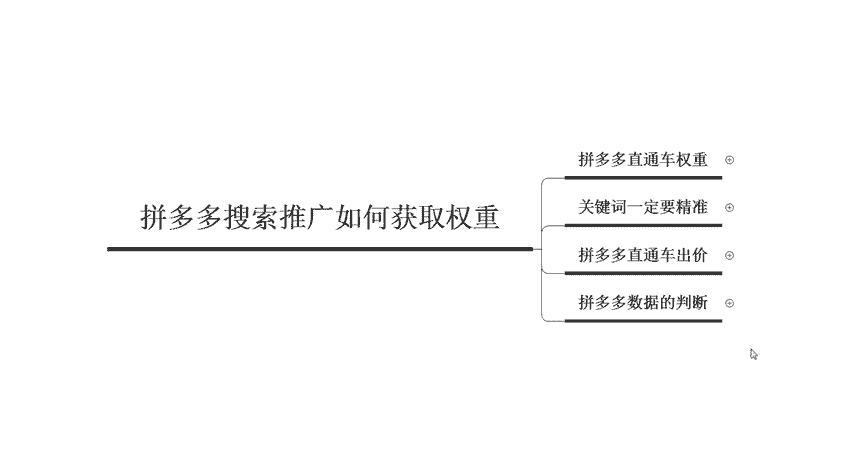 拼多多搜索推广如何获取权重
拼多多直通车权重
关键词一定要精准
拼多多直通车出价
拼多多数据的判断